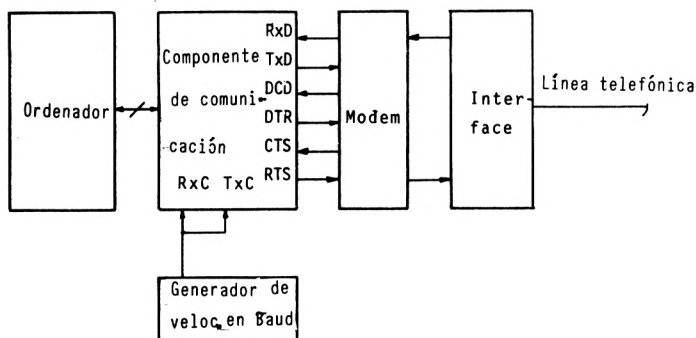 Ordenador
Componente
de comuni-
cación
RxC TxC
RxD
TxD
DCD
DTR
CTS
RTS
Modem
Inter-
face
Línea telefónica
Generador de
veloc. en Baud